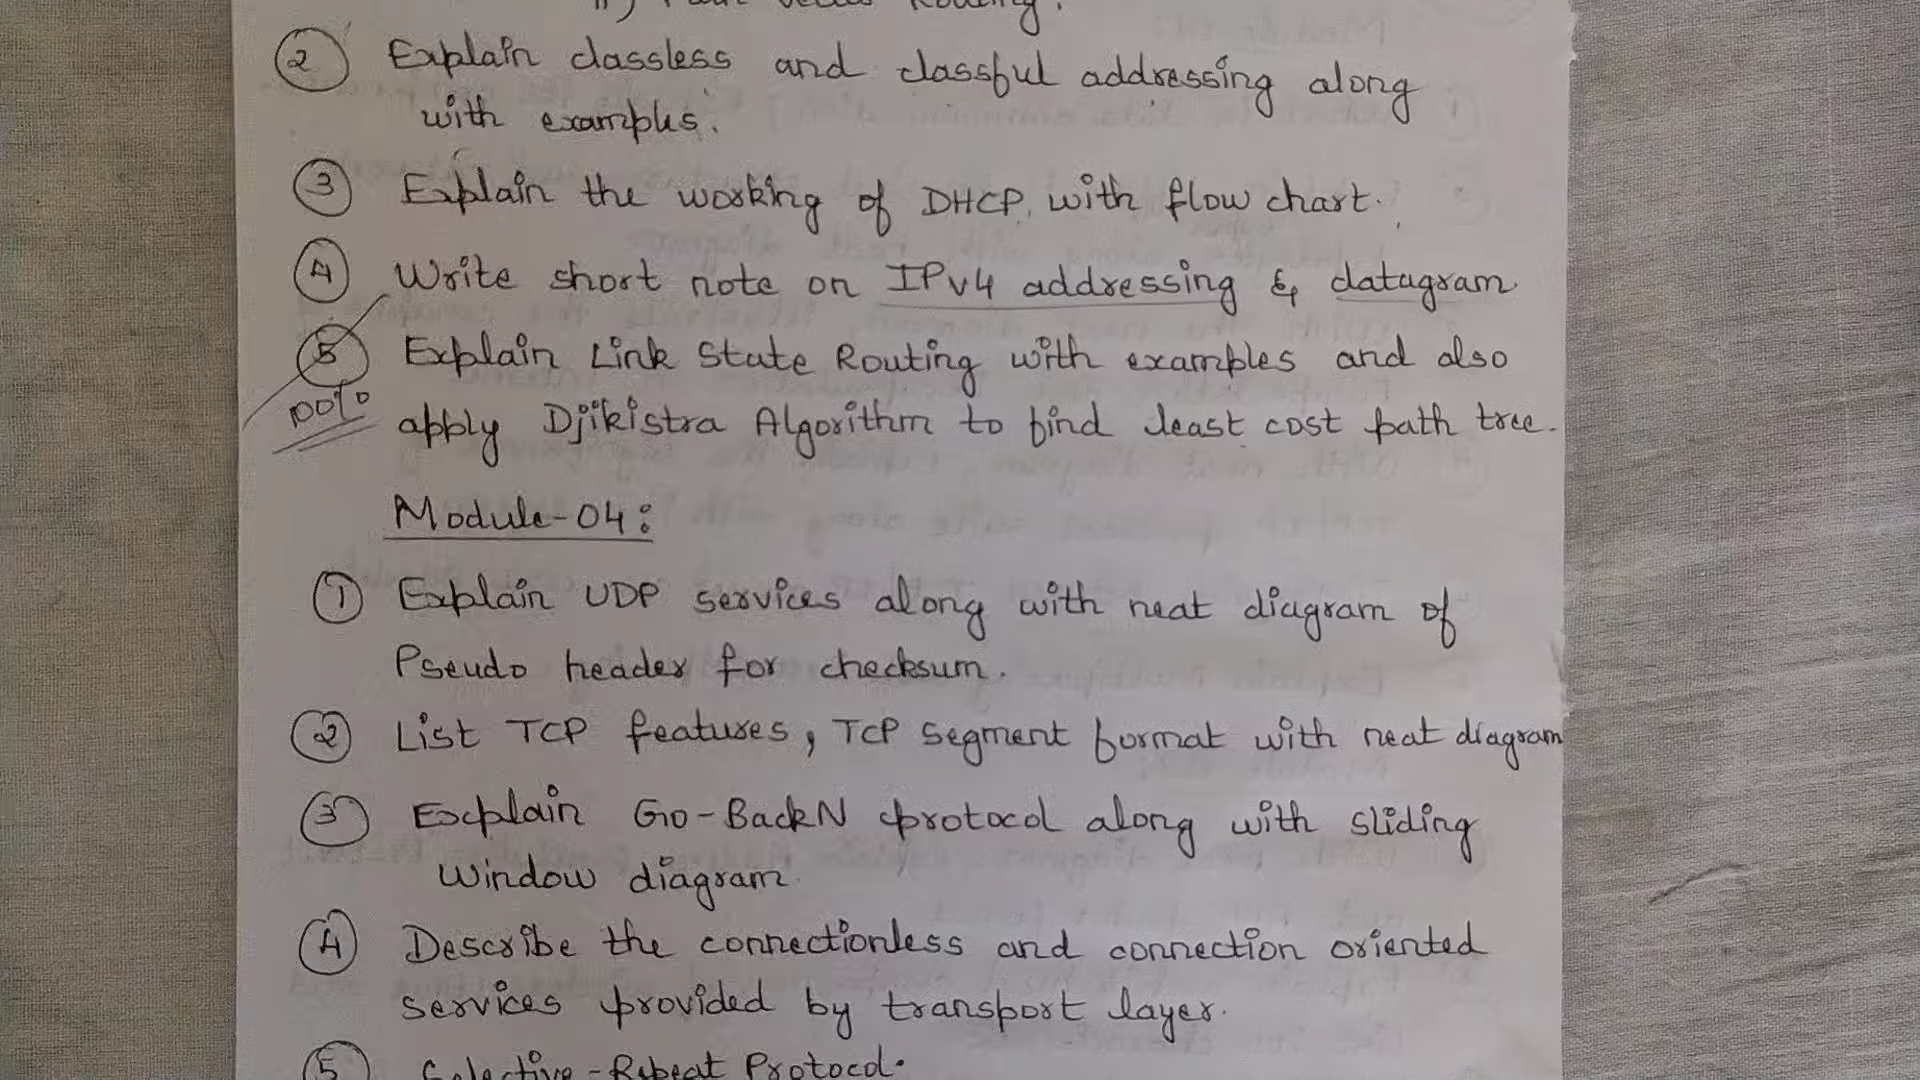 ii) Path vector Routing.
② Explain classless and classful addressing along
with examples.
③ Explain the working of DHCP, with flow chart.
④ Write short note on IPv4 addressing & datagram
⑤ Explain Link State Routing with examples and also
100% apply Djikistra Algorithm to find least cost path tree.
Module-04:
① Explain UDP services along with neat diagram of
Pseudo header for checksum.
② List TCP features, TCP Segment format with neat diagram
③ Explain Go-BackN protocol along with sliding
window diagram.
④ Describe the connectionless and connection oriented
services provided by transport layer.
⑤ Selective-Repeat Protocol.